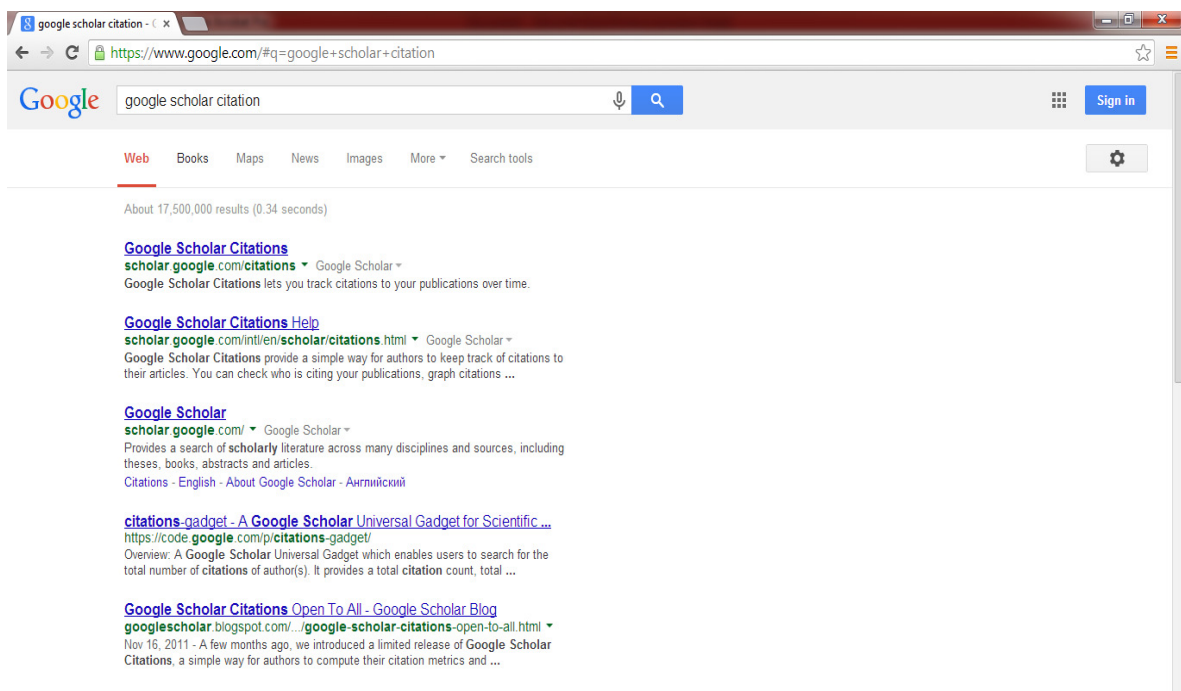 google scholar citation - G
https://www.google.com/#q=google+scholar+citation
Google google scholar citation Sign in
Web Books Maps News Images More Search tools
About 17,500,000 results (0.34 seconds)
Google Scholar Citations
scholar.google.com/citations Google Scholar
Google Scholar Citations lets you track citations to your publications over time.
Google Scholar Citations Help
scholar.google.com/intl/en/scholar/citations.html Google Scholar
Google Scholar Citations provide a simple way for authors to keep track of citations to
their articles. You can check who is citing your publications, graph citations ...
Google Scholar
scholar.google.com/ Google Scholar
Provides a search of scholarly literature across many disciplines and sources, including
theses, books, abstracts and articles.
Citations - English - About Google Scholar - Английский
citations-gadget - A Google Scholar Universal Gadget for Scientific ...
https://code.google.com/p/citations-gadget/
Overview: A Google Scholar Universal Gadget which enables users to search for the
total number of citations of author(s). It provides a total citation count, total ...
Google Scholar Citations Open To All - Google Scholar Blog
googlescholar.blogspot.com/.../google-scholar-citations-open-to-all.html
Nov 16, 2011 - A few months ago, we introduced a limited release of Google Scholar
Citations, a simple way for authors to compute their citation metrics and ...